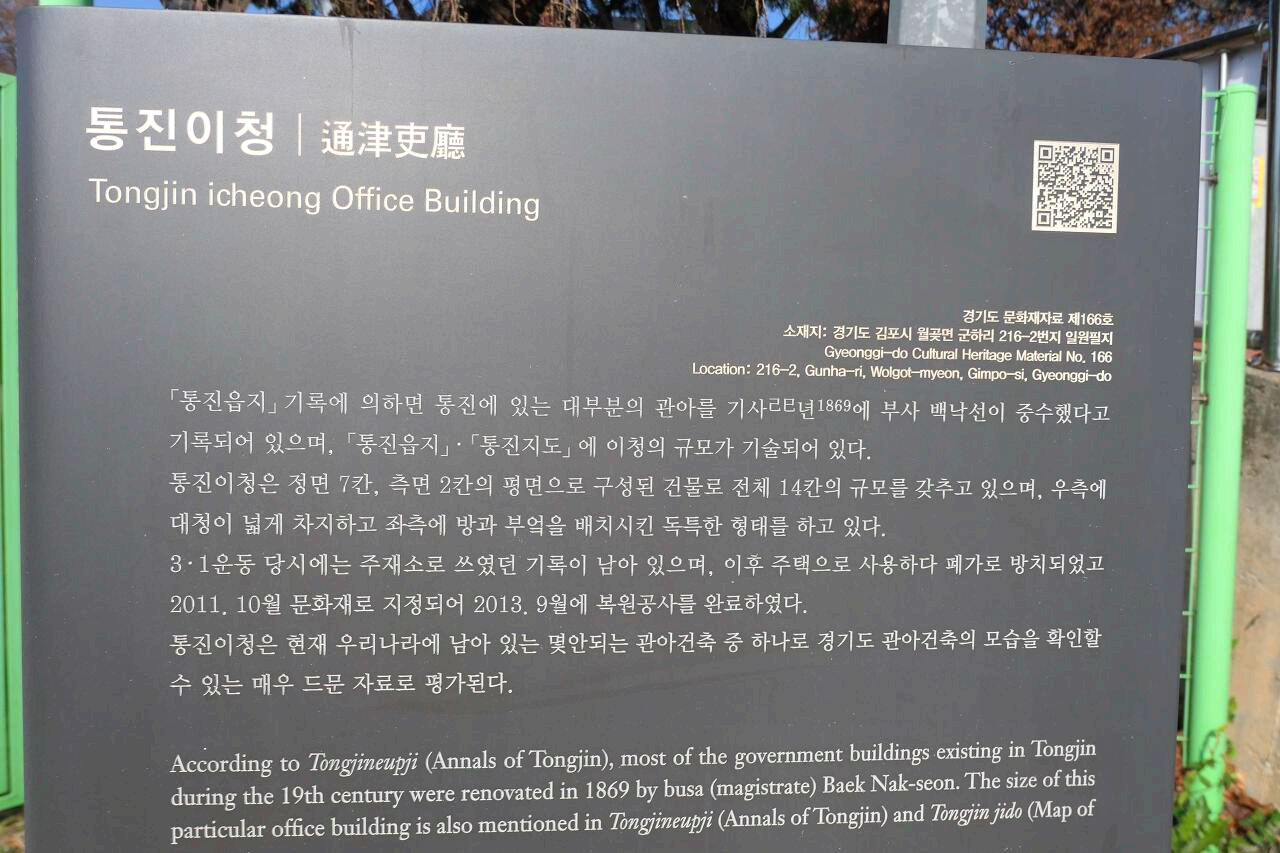 통진이청 | 通津吏廳
Tongjin icheong Office Building
경기도 문화재자료 제166호
소재지: 경기도 김포시 월곶면 군하리 216-2번지 일원필지
Gyeonggi-do Cultural Heritage Material No. 166
Location: 216-2, Gunha-ri, Wolgot-myeon, Gimpo-si, Gyeonggi-do
「통진읍지」 기록에 의하면 통진에 있는 대부분의 관아를 기사己巳년1869에 부사 백낙선이 중수했다고
기록되어 있으며, 「통진읍지」·「통진지도」에 이청의 규모가 기술되어 있다.
통진이청은 정면 7칸, 측면 2칸의 평면으로 구성된 건물로 전체 14칸의 규모를 갖추고 있으며, 우측에
대청이 넓게 차지하고 좌측에 방과 부엌을 배치시킨 독특한 형태를 하고 있다.
3·1운동 당시에는 주재소로 쓰였던 기록이 남아 있으며, 이후 주택으로 사용하다 폐가로 방치되었고
2011. 10월 문화재로 지정되어 2013. 9월에 복원공사를 완료하였다.
통진이청은 현재 우리나라에 남아 있는 몇안되는 관아건축 중 하나로 경기도 관아건축의 모습을 확인할
수 있는 매우 드문 자료로 평가된다.
According to Tongjineupji (Annals of Tongjin), most of the government buildings existing in Tongjin
during the 19th century were renovated in 1869 by busa (magistrate) Baek Nak-seon. The size of this
particular office building is also mentioned in Tongjineupji (Annals of Tongjin) and Tongjin jido (Map of